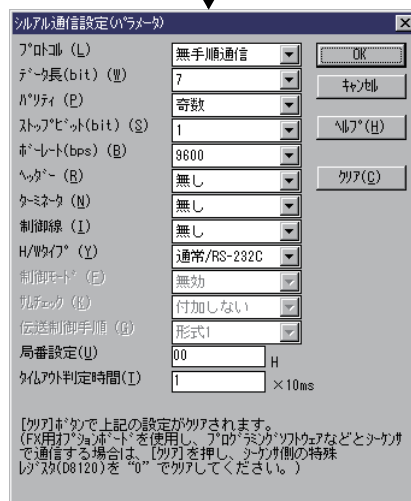 ｼﾘｱﾙ通信設定(ﾊﾟﾗﾒｰﾀ)
ﾌﾟﾛﾄｺﾙ (L) 無手順通信 OK
ﾃﾞｰﾀ長(bit) (W) 7 ｷｬﾝｾﾙ
ﾊﾟﾘﾃｨ (P) 奇数
ｽﾄｯﾌﾟﾋﾞｯﾄ(bit) (S) 1 ﾍﾙﾌﾟ(H)
ﾎﾞｰﾚｰﾄ(bps) (B) 9600
ﾍｯﾀﾞｰ (R) 無し ｸﾘｱ(C)
ﾀｰﾐﾈｰﾀ (N) 無し
制御線 (I) 無し
H/Wﾀｲﾌﾟ (Y) 通常/RS-232C
制御ﾓｰﾄﾞ (E) 無効
ｻﾑﾁｪｯｸ (K) 付加しない
伝送制御手順 (G) 形式1
局番設定(U) 00 H
ﾀｲﾑｱｳﾄ判定時間(T) 1 ×10ms
[ｸﾘｱ]ﾎﾞﾀﾝで上記の設定がｸﾘｱされます。
(FX用ｵﾌﾟｼｮﾝﾎﾞｰﾄﾞを使用し、ﾌﾟﾛｸﾞﾗﾐﾝｸﾞｿﾌﾄｳｪｱなどとｼｰｹﾝｻ
で通信する場合は、[ｸﾘｱ]を押し、ｼｰｹﾝｻ側の特殊
ﾚｼﾞｽﾀ(D8120)を "0" でｸﾘｱしてください。)